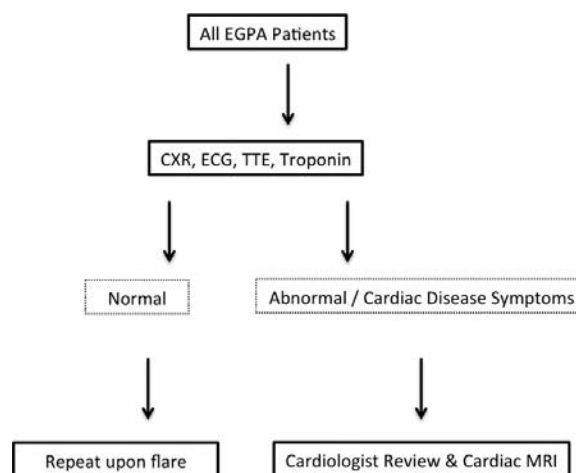 All EGPA Patients
CXR, ECG, TTE, Troponin
Normal
Abnormal / Cardiac Disease Symptoms
Repeat upon flare
Cardiologist Review & Cardiac MRI